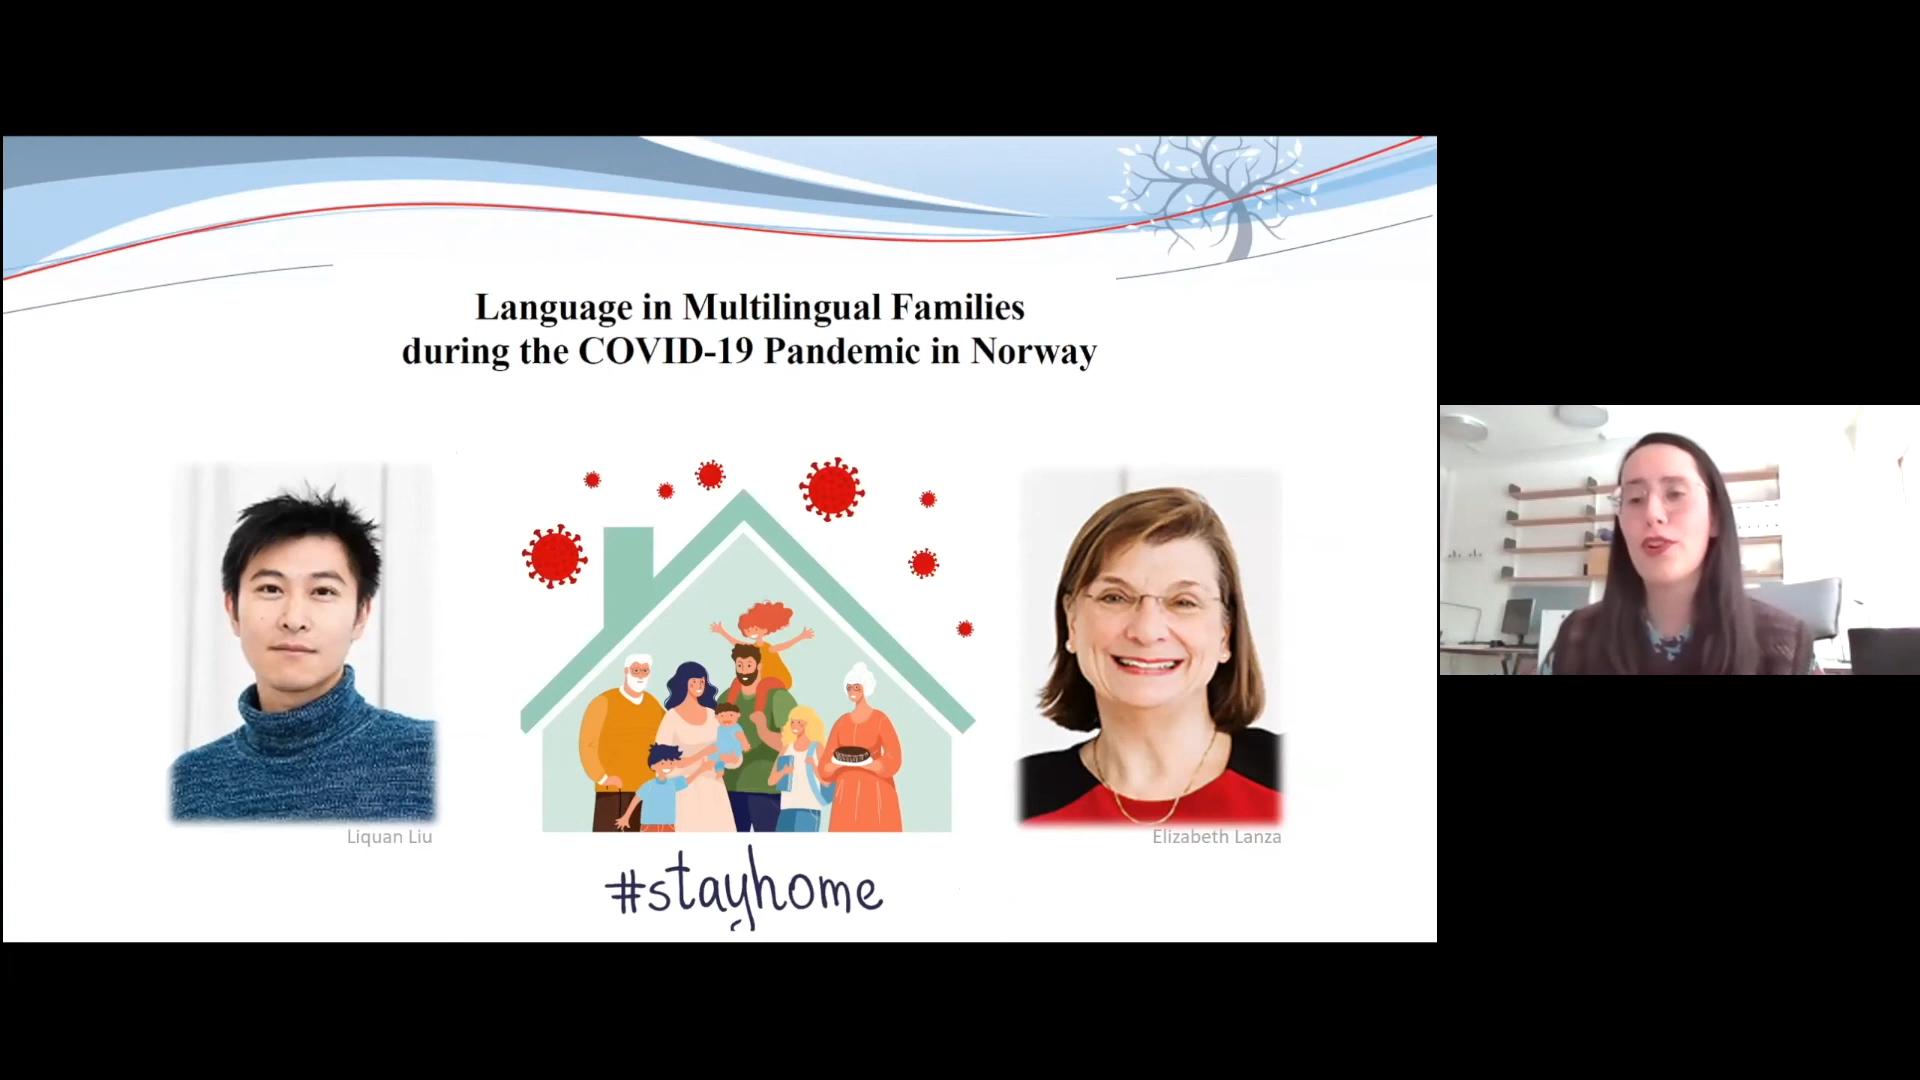 Language in Multilingual Families
during the COVID-19 Pandemic in Norway
Liquan Liu
Elizabeth Lanza
#stayhome